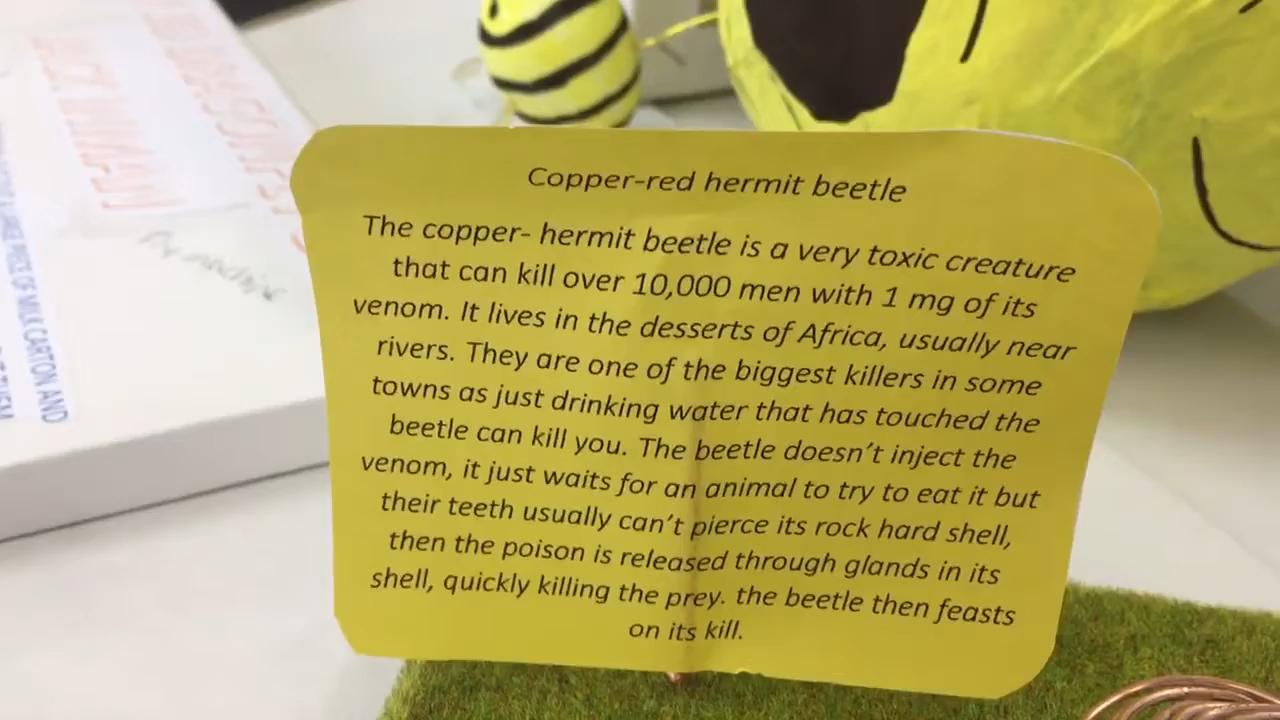 Copper-red hermit beetle
The copper- hermit beetle is a very toxic creature
that can kill over 10,000 men with 1 mg of its
venom. It lives in the desserts of Africa, usually near
rivers. They are one of the biggest killers in some
towns as just drinking water that has touched the
beetle can kill you. The beetle doesn't inject the
venom, it just waits for an animal to try to eat it but
their teeth usually can't pierce its rock hard shell,
then the poison is released through glands in its
shell, quickly killing the prey. the beetle then feasts
on its kill.
PIECE OF MILK CARTON AND